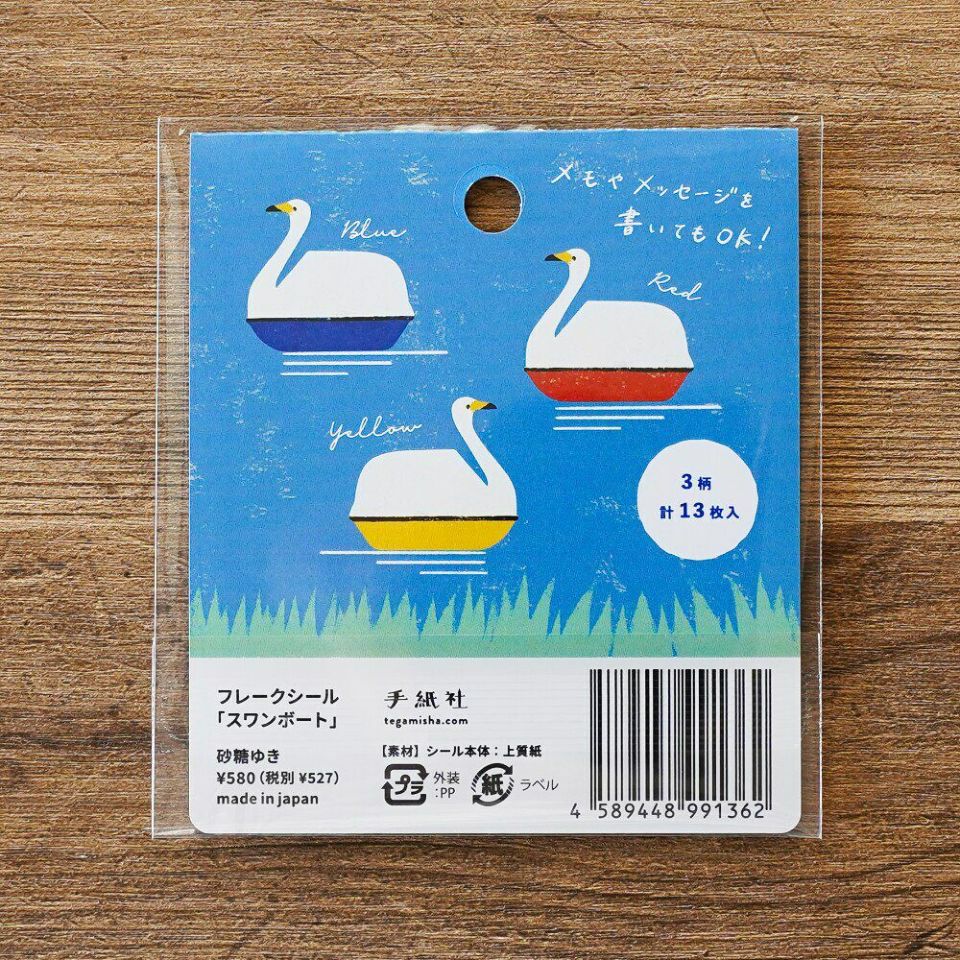 メモやメッセージを
書いてもOK!
Blue
Red
Yellow
3柄
計13枚入
フレークシール
「スワンボート」
砂糖ゆき
¥580(税別 ¥527)
made in japan
手紙社
tegamisha.com
【素材】シール本体:上質紙
プラ
外装
:PP
紙
ラベル
4 589448 991362